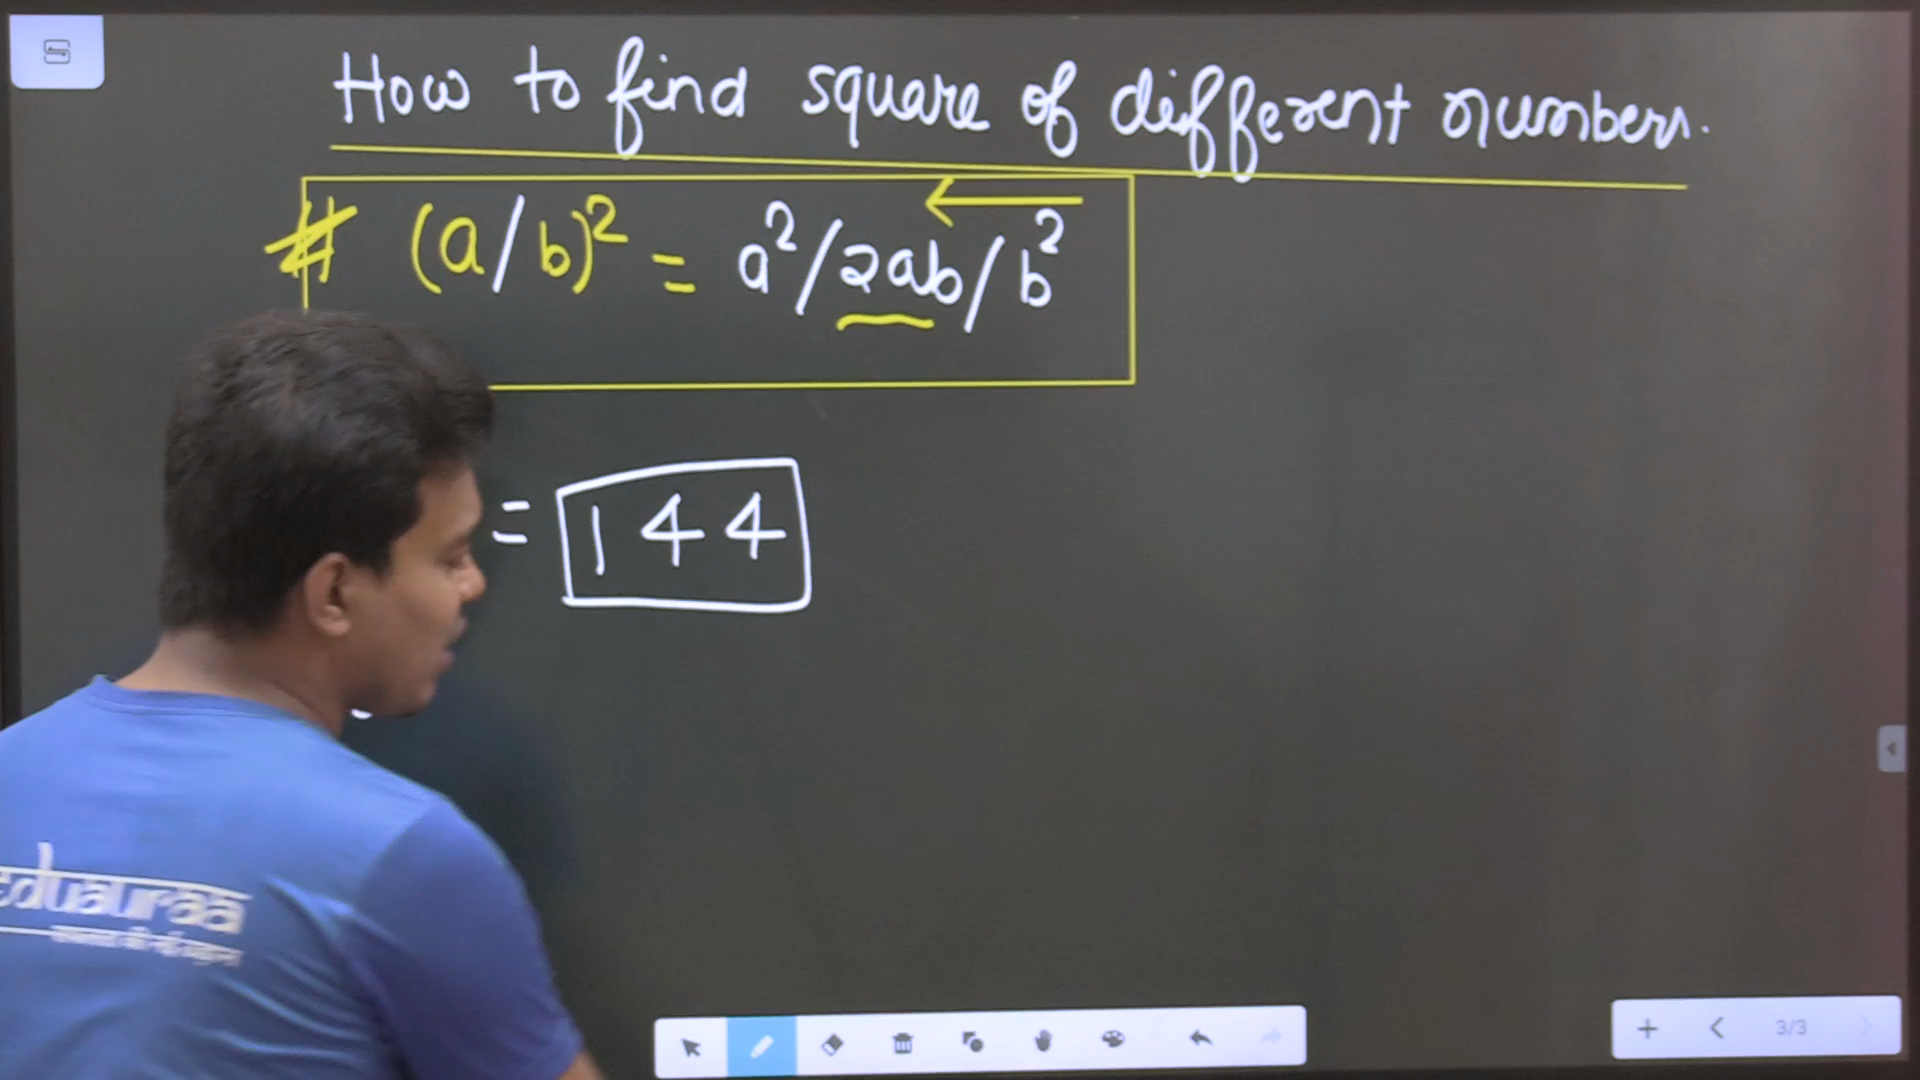 How to find square of different numbers.
# (a/b)² = a²/2ab/b²
= 144
eduauraa
3/3